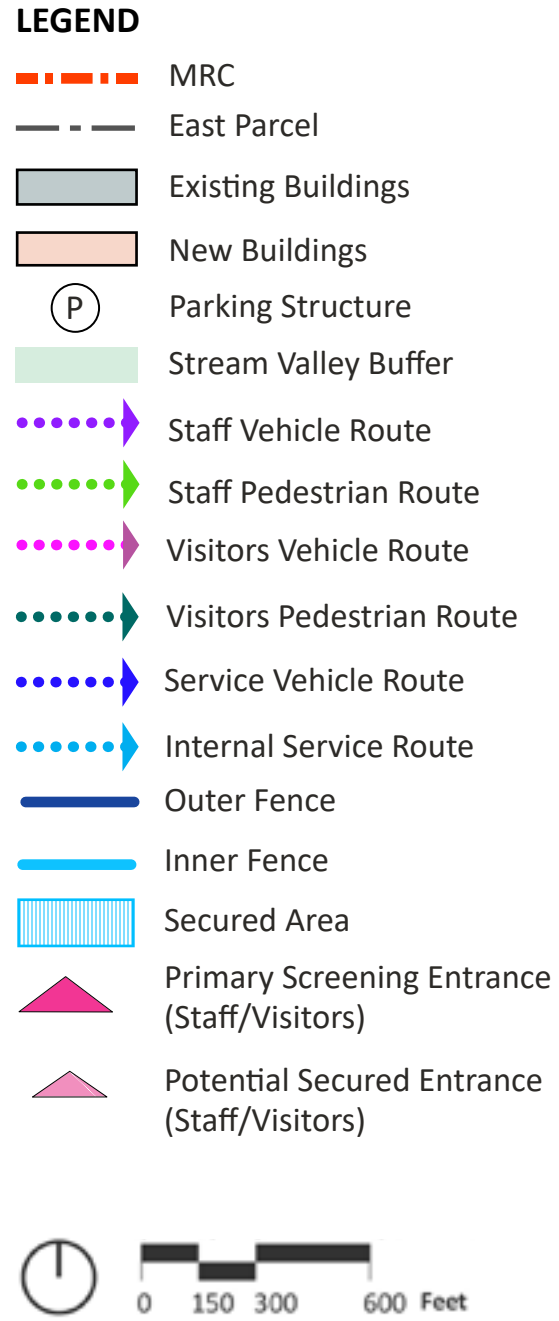 LEGEND
MRC
East Parcel
Existing Buildings
New Buildings
P
Parking Structure
Stream Valley Buffer
Staff Vehicle Route
Staff Pedestrian Route
Visitors Vehicle Route
Visitors Pedestrian Route
Service Vehicle Route
Internal Service Route
Outer Fence
Inner Fence
Secured Area
Primary Screening Entrance
(Staff/Visitors)
Potential Secured Entrance
(Staff/Visitors)
0 150 300 600 Feet